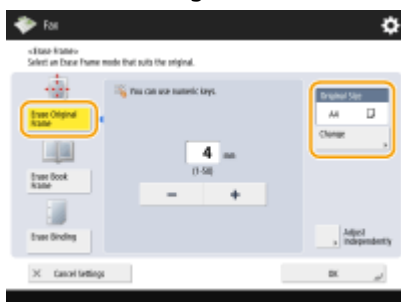 Fax
<Erase Frame>
Select an Erase Frame mode that suits the original.
Erase Original
Frame
You can use numeric keys.
Original Size
A4
Change
4 mm
(1-50)
Erase Book
Frame
- +
Erase Binding
Adjust
Independently
Cancel Settings
OK